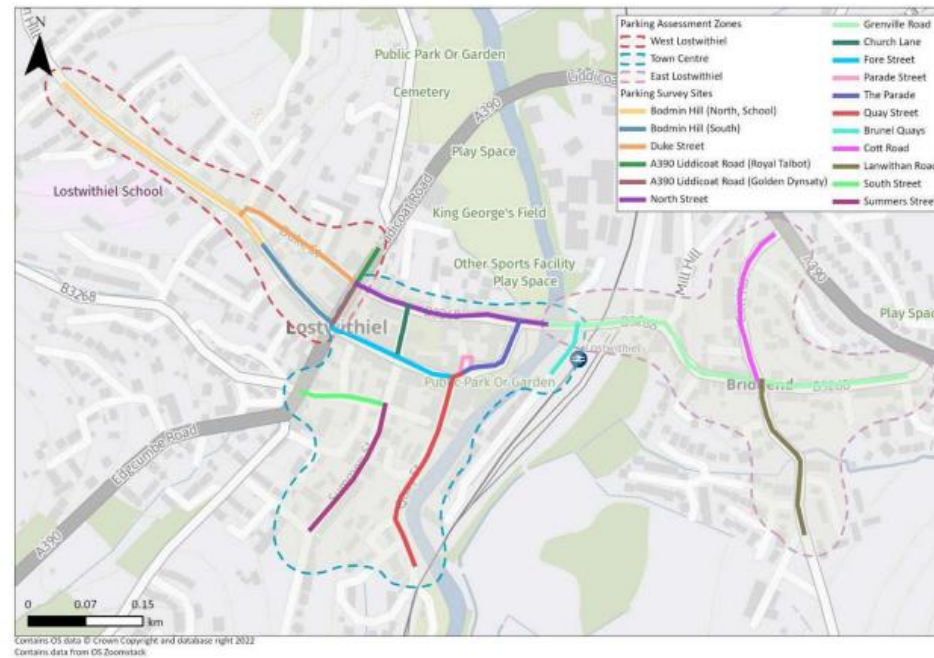 N
Parking Assessment Zones
West Lostwithiel
Town Centre
East Lostwithiel
Parking Survey Sites
Bodmin Hill (North, School)
Bodmin Hill (South)
Duke Street
A390 Liddicoat Road (Royal Talbot)
A390 Liddicoat Road (Golden Dynsaty)
North Street
Grenville Road
Church Lane
Fore Street
Parade Street
The Parade
Quay Street
Brunel Quays
Cott Road
Lanwithan Road
South Street
Summers Street
Public Park Or Garden
Cemetery
A390
Play Space
Lostwithiel School
King George's Field
Other Sports Facility
Play Space
Mill Hill
A390
B3268
Duke St
Lostwithiel
Lostwithiel
Play Spac
Public Park Or Garden
Bridgend
B3268
Edgcumbe Road
A390
0 0.07 0.15
km
Contains OS data © Crown Copyright and database right 2022
Contains data from OS Zoomstack